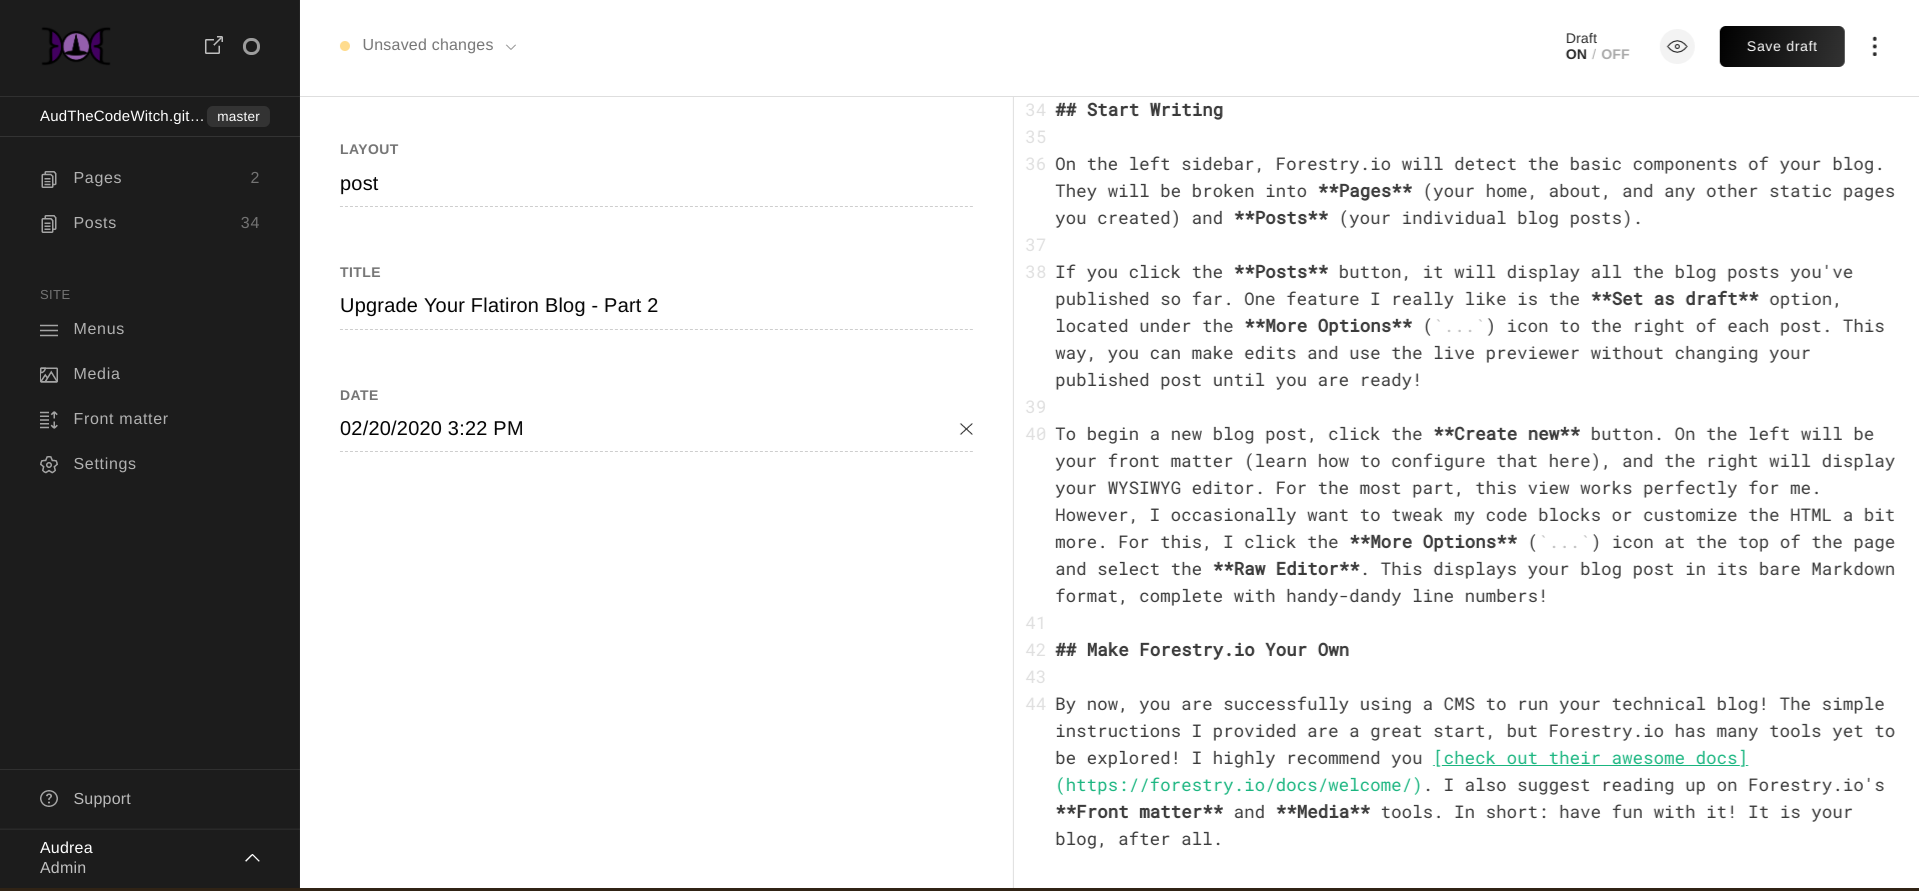 AudTheCodeWitch.git... master
Pages 2
Posts 34
SITE
Menus
Media
Front matter
Settings
Support
Audrea
Admin
Unsaved changes
Draft
ON / OFF
Save draft
LAYOUT
post
TITLE
Upgrade Your Flatiron Blog - Part 2
DATE
02/20/2020 3:22 PM
34 ## Start Writing
35
36 On the left sidebar, Forestry.io will detect the basic components of your blog.
They will be broken into **Pages** (your home, about, and any other static pages
you created) and **Posts** (your individual blog posts).
37
38 If you click the **Posts** button, it will display all the blog posts you've
published so far. One feature I really like is the **Set as draft** option,
located under the **More Options** (`...`) icon to the right of each post. This
way, you can make edits and use the live previewer without changing your
published post until you are ready!
39
40 To begin a new blog post, click the **Create new** button. On the left will be
your front matter (learn how to configure that here), and the right will display
your WYSIWYG editor. For the most part, this view works perfectly for me.
However, I occasionally want to tweak my code blocks or customize the HTML a bit
more. For this, I click the **More Options** (`...`) icon at the top of the page
and select the **Raw Editor**. This displays your blog post in its bare Markdown
format, complete with handy-dandy line numbers!
41
42 ## Make Forestry.io Your Own
43
44 By now, you are successfully using a CMS to run your technical blog! The simple
instructions I provided are a great start, but Forestry.io has many tools yet to
be explored! I highly recommend you [check out their awesome docs]
(https://forestry.io/docs/welcome/). I also suggest reading up on Forestry.io's
**Front matter** and **Media** tools. In short: have fun with it! It is your
blog, after all.